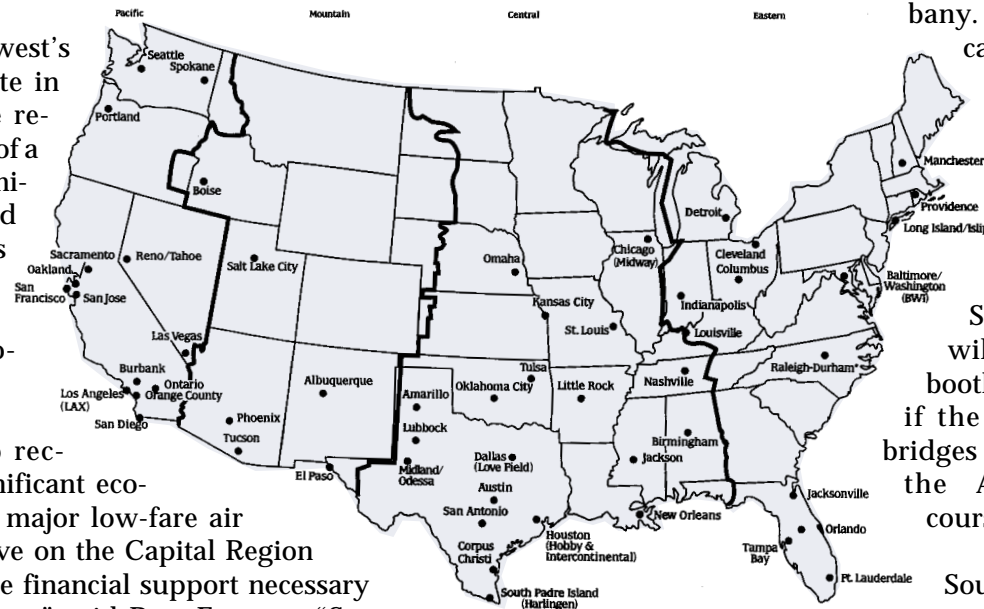 Pacific Mountain Central Eastern
bany.
west's
te in
e re-
of a
ni-
d
s
ca
Seattle
Spokane
Portland
Boise
Manchester
Providence
Detroit
Sacramento
Reno/Tahoe
Oakland
San
Francisco
San Jose
Salt Lake City
Omaha
Chicago
(Midway)
Cleveland
Columbus
Baltimore/
Washington
(BWI)
Kansas City
Indianapolis
St. Louis
Louisville
Las Vegas
S
wil
o-
Burbank
Ontario
Orange County
Los Angeles
(LAX)
San Diego
Albuquerque
Tulsa
Oklahoma City
Little Rock
Nashville
Raleigh-Durham*
booth
Amarillo
if the
Phoenix
Tucson
Lubbock
Birmingham
Jackson
bridges
o rec-
El Paso
Midland/
Odessa
Dallas
(Love Field)
nificant eco-
the A
Austin
San Antonio
Jacksonville
major low-fare air
New Orleans
cours
Houston
(Hobby &
Intercontinental)
Orlando
Tampa
Bay
ve on the Capital Region
Corpus
Christi
e financial support necessary
Ft. Lauderdale
Sou
South Padre Island
(Harlingen)